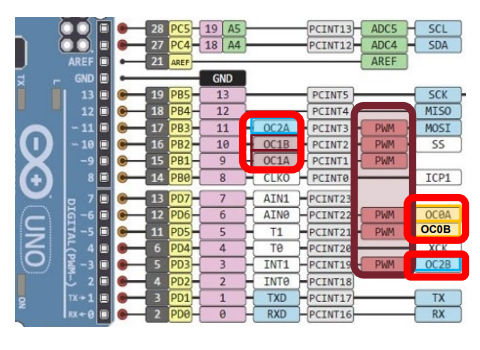 28 PC5 19 A5 PCINT13 ADC5 SCL
27 PC4 18 A4 PCINT12 ADC4 SDA
AREF 21 AREF AREF
GND GND
13 19 PB5 13 PCINT5 SCK
12 18 PB4 12 PCINT4 MISO
~11 17 PB3 11 OC2A PCINT3 PWM MOSI
~10 16 PB2 10 OC1B PCINT2 PWM SS
~9 15 PB1 9 OC1A PCINT1 PWM
8 14 PB0 8 CLKO PCINT0 ICP1
7 13 PD7 7 AIN1 PCINT23
~6 12 PD6 6 AIN0 PCINT22 PWM OC0A
~5 11 PD5 5 T1 PCINT21 PWM OC0B
4 6 PD4 4 T0 PCINT20 XCK
~3 5 PD3 3 INT1 PCINT19 PWM OC2B
2 4 PD2 2 INT0 PCINT18
TX→1 3 PD1 1 TXD PCINT17 TX
RX←0 2 PD0 0 RXD PCINT16 RX
TX
L
UNO
DIGITAL(PWM~)
ON